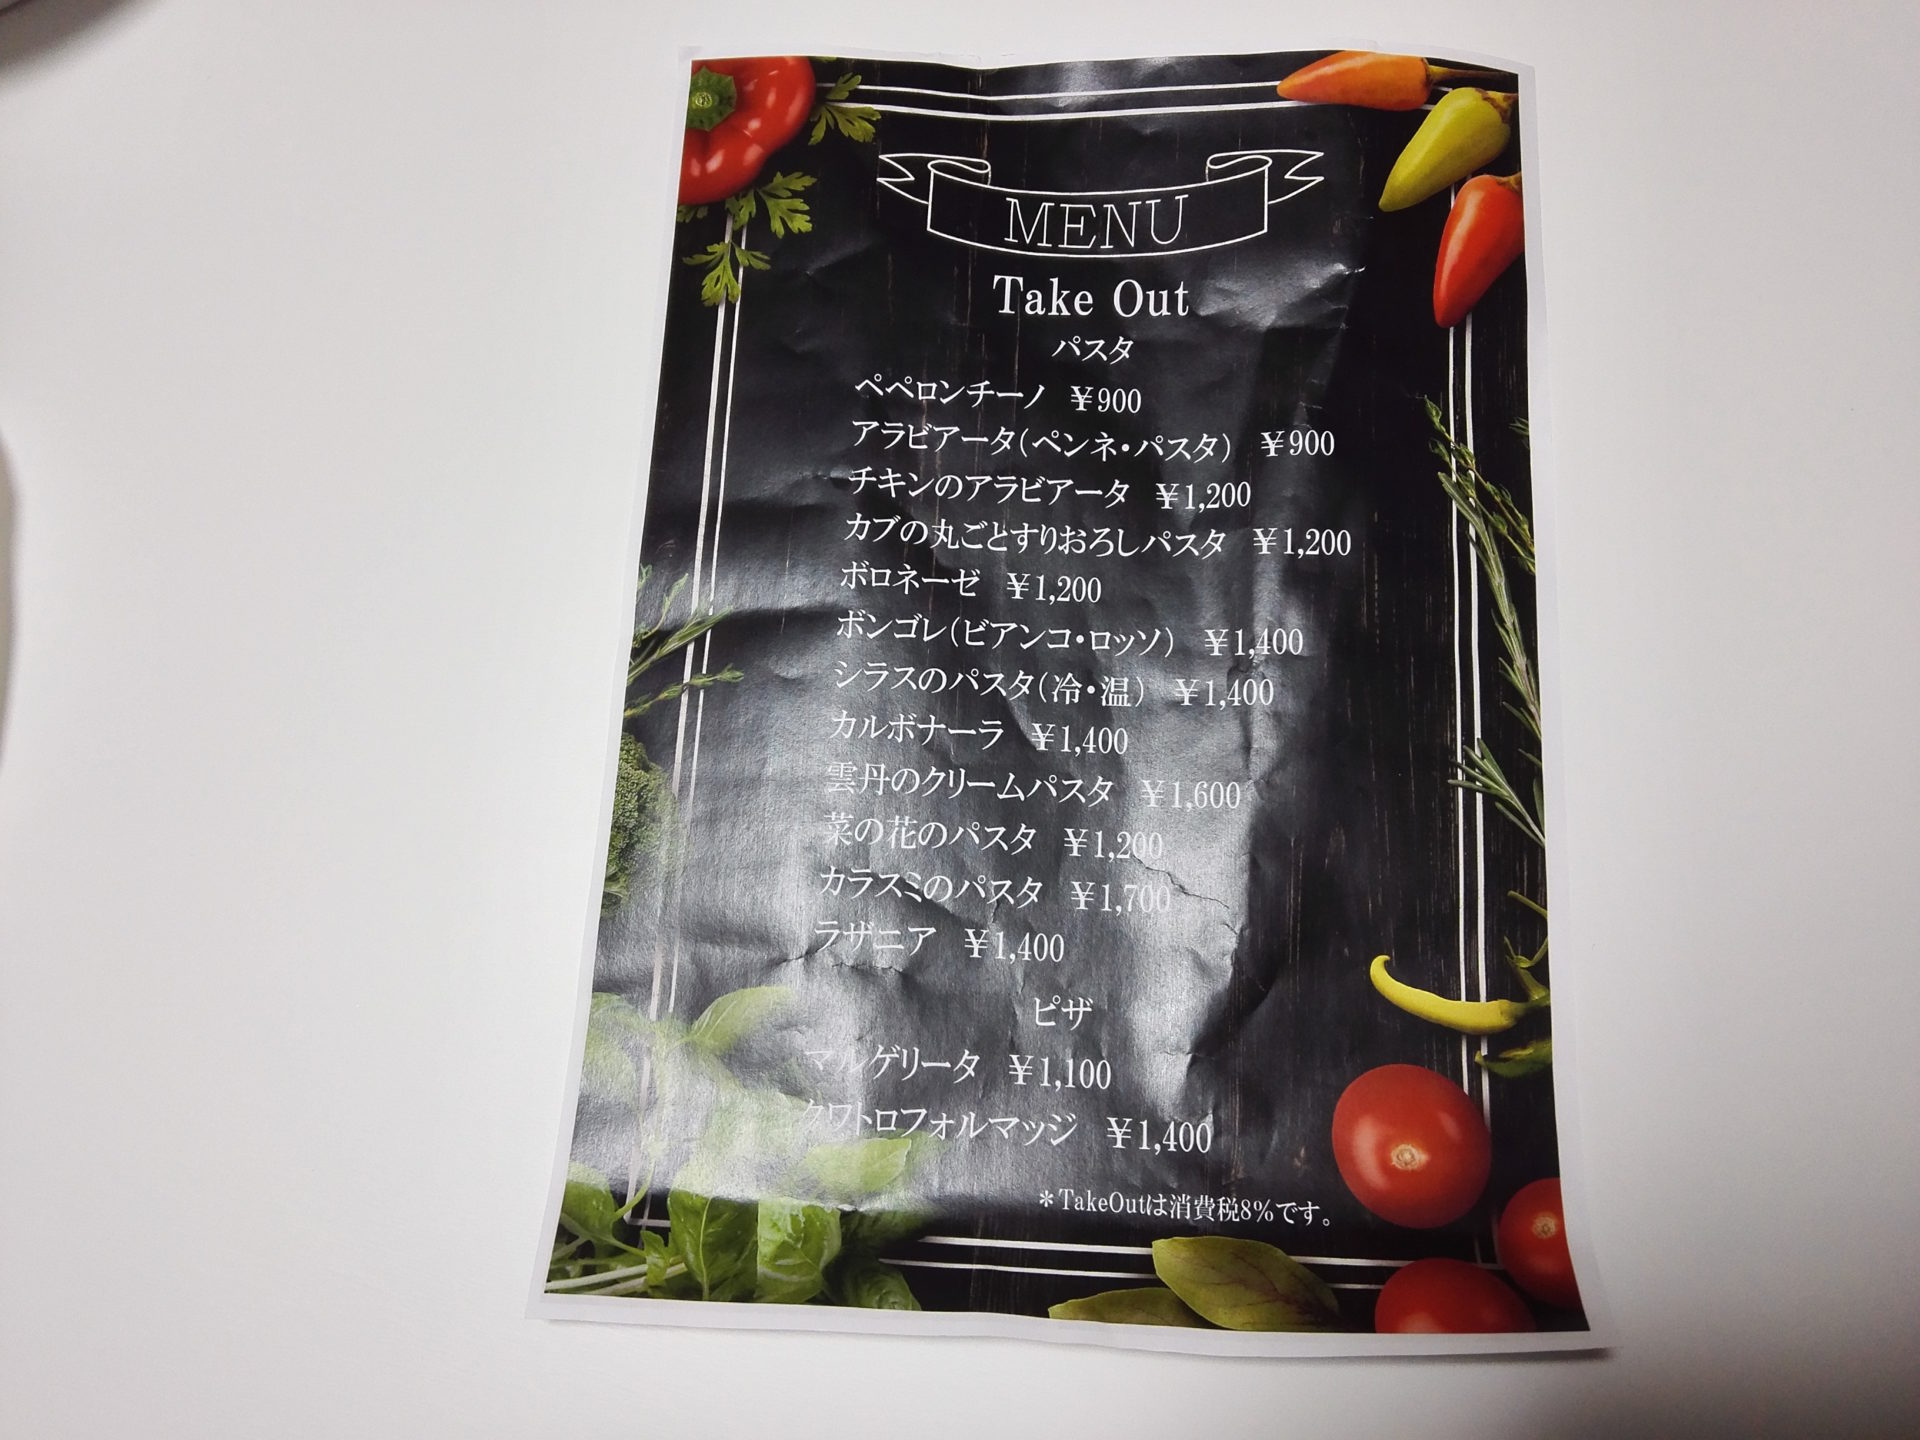 MENU
Take Out
パスタ
ペペロンチーノ ￥900
アラビアータ(ペンネ・パスタ) ￥900
チキンのアラビアータ ￥1,200
カブの丸ごとすりおろしパスタ ￥1,200
ボロネーゼ ￥1,200
ボンゴレ(ビアンコ・ロッソ) ￥1,400
シラスのパスタ(冷・温) ￥1,400
カルボナーラ ￥1,400
雲丹のクリームパスタ ￥1,600
菜の花のパスタ ￥1,200
カラスミのパスタ ￥1,700
ラザニア ￥1,400
ピザ
マルゲリータ ￥1,100
クワトロフォルマッジ ￥1,400
＊TakeOutは消費税8%です。